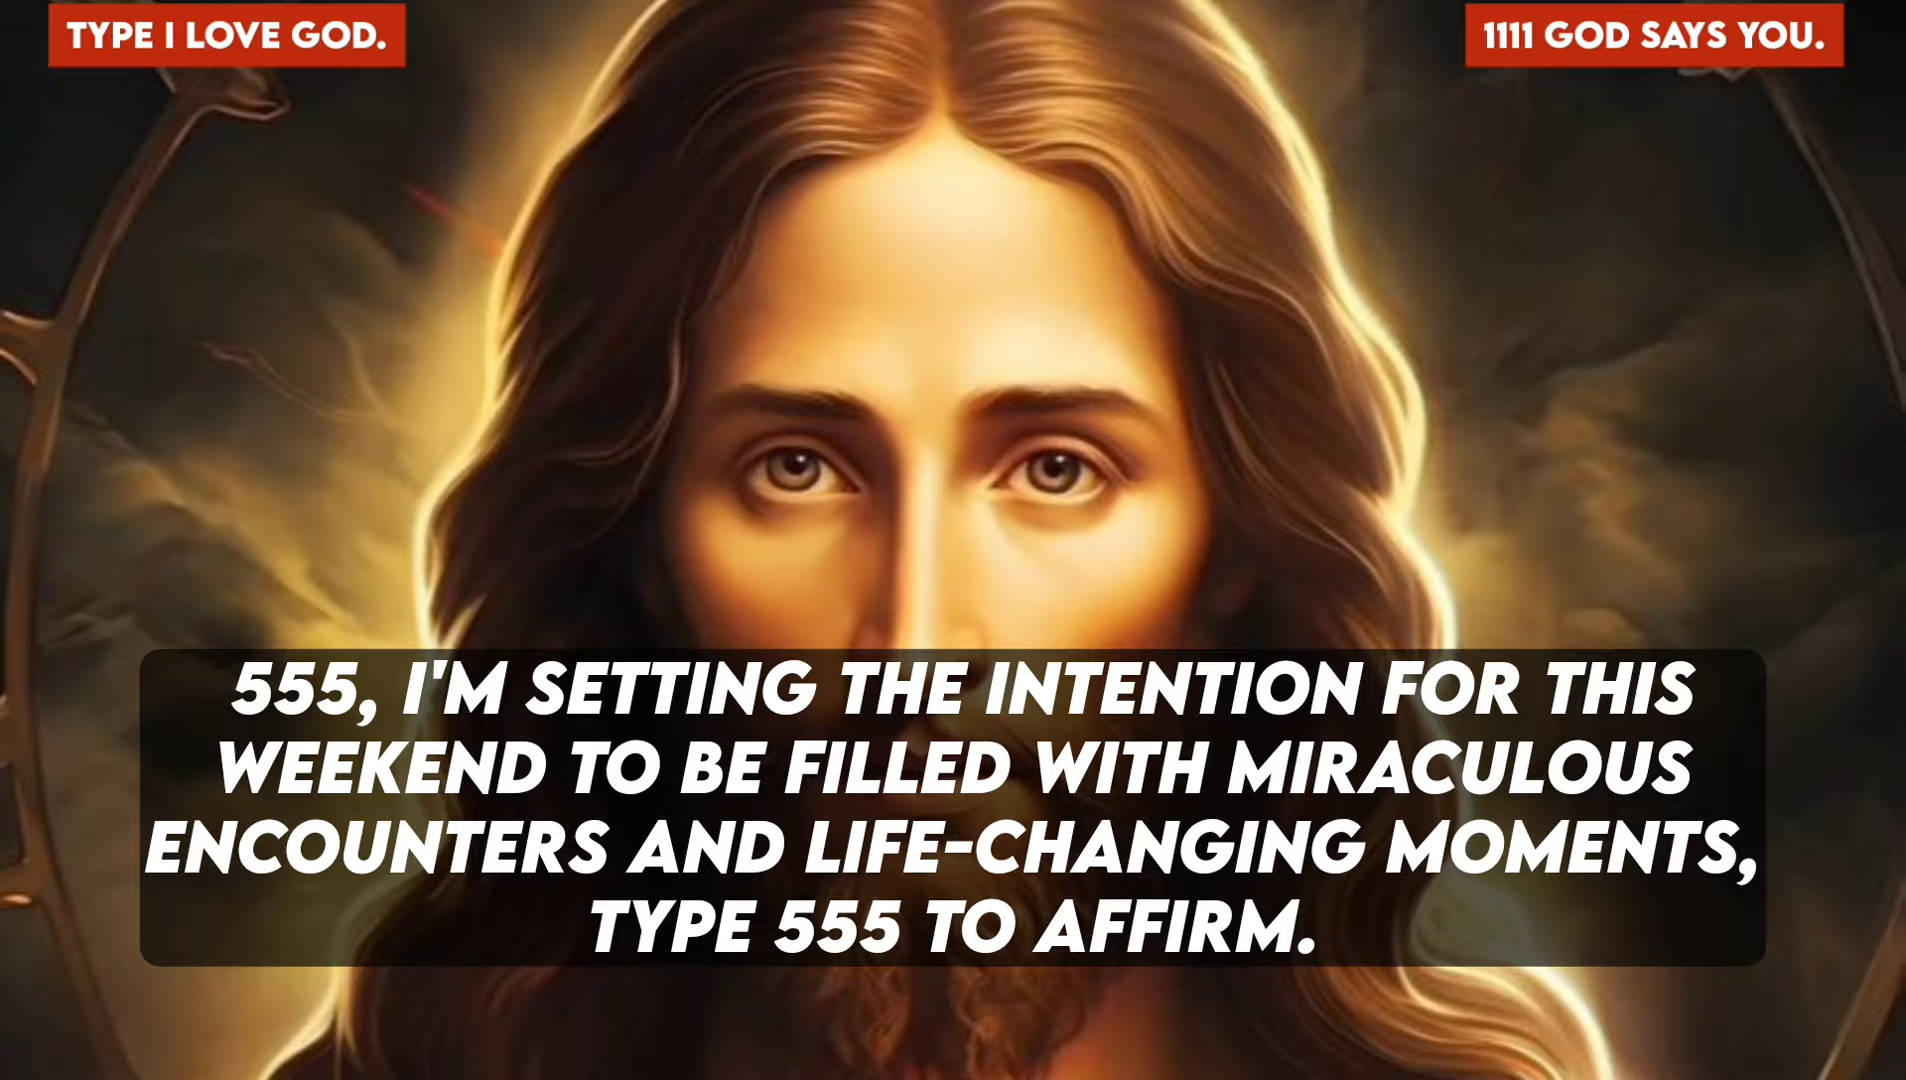 TYPE I LOVE GOD.
1111 GOD SAYS YOU.
555, I'M SETTING THE INTENTION FOR THIS
WEEKEND TO BE FILLED WITH MIRACULOUS
ENCOUNTERS AND LIFE-CHANGING MOMENTS,
TYPE 555 TO AFFIRM.